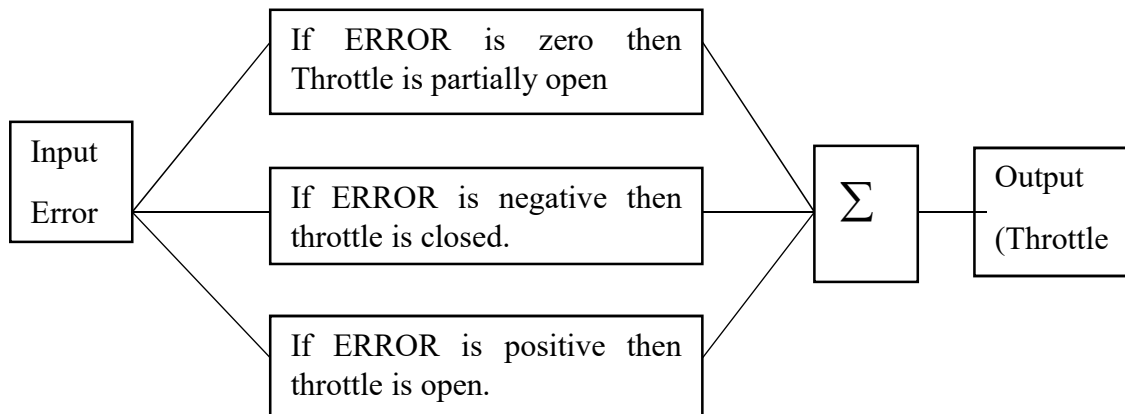 If ERROR is zero then
Throttle is partially open
Input
Error
If ERROR is negative then
throttle is closed.
If ERROR is positive then
throttle is open.
∑
Output
(Throttle